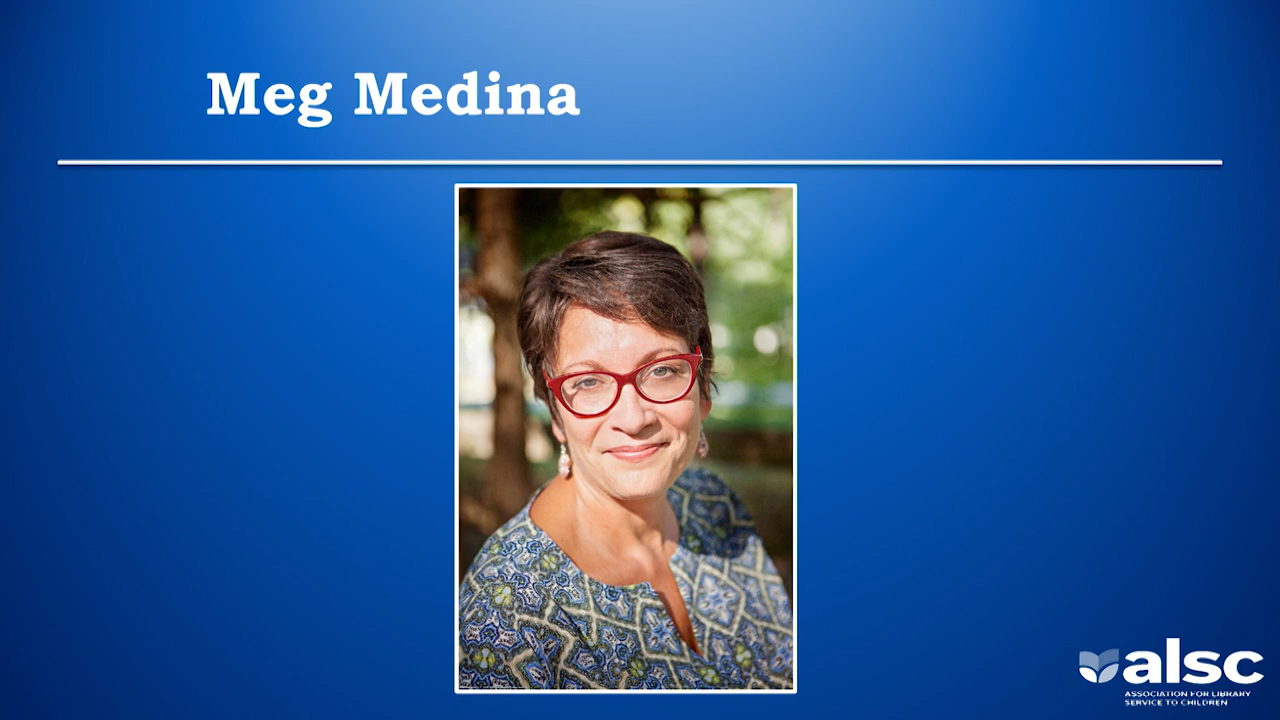 Meg Medina
alsc
ASSOCIATION FOR LIBRARY
SERVICE TO CHILDREN